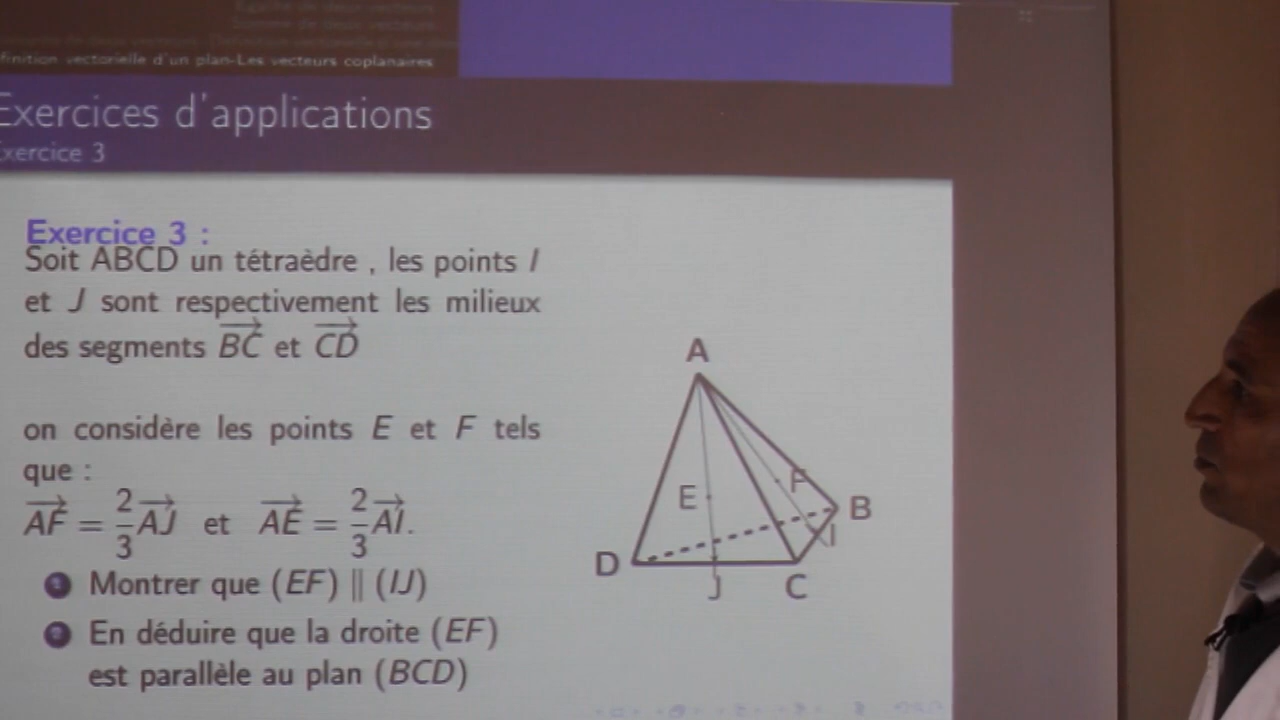 vectorielle d'un plan-Les vecteurs coplanaires
Exercices d'applications
Exercice 3
Exercice 3 :
Soit ABCD un tétraèdre , les points I
et J sont respectivement les milieux
des segments \overrightarrow{BC} et \overrightarrow{CD}
on considère les points E et F tels
que :
\overrightarrow{AF} = \frac{2}{3}\overrightarrow{AJ} et \overrightarrow{AE} = \frac{2}{3}\overrightarrow{AI}.
1 Montrer que (EF) ∥ (IJ)
2 En déduire que la droite (EF)
est parallèle au plan (BCD)
A
F
E
B
I
D
J
C